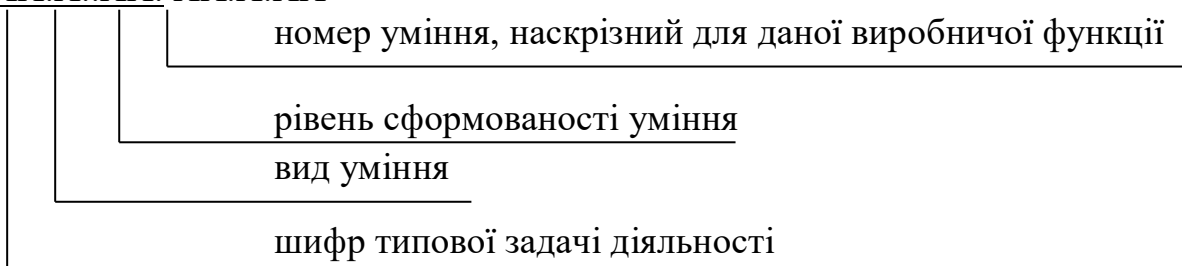 номер уміння, наскрізний для даної виробничої функції
рівень сформованості уміння
вид уміння
шифр типової задачі діяльності